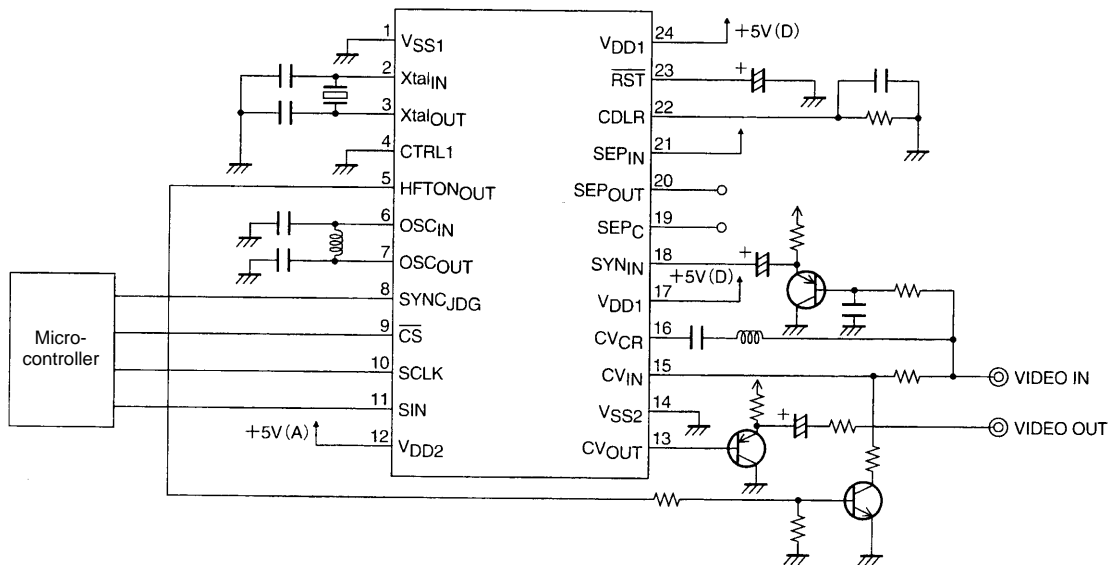 1 VSS1
2 XtalIN
3 XtalOUT
4 CTRL1
5 HFTONOUT
6 OSCIN
7 OSCOUT
8 SYNCJDG
9 CS
10 SCLK
11 SIN
12 VDD2
+5V(A)
Micro-
controller
24 VDD1
+5V(D)
23 RST
+
22 CDLR
21 SEPIN
20 SEPOUT
19 SEPC
18 SYNIN
+
+5V(D)
17 VDD1
16 CVCR
15 CVIN
14 VSS2
13 CVOUT
+
VIDEO IN
VIDEO OUT